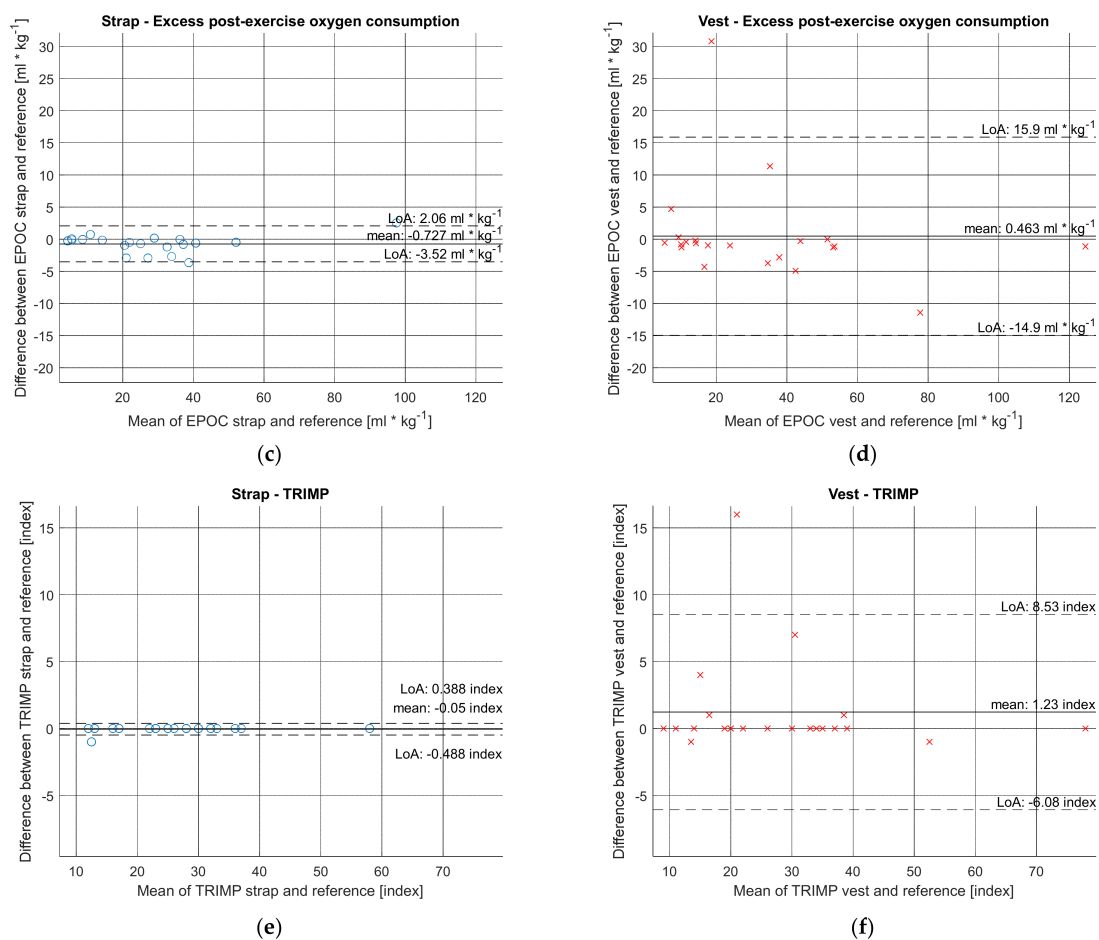 Strap - Excess post-exercise oxygen consumption
Difference between EPOC strap and reference [ml * kg⁻¹]
30
25
20
15
10
5
0
-5
-10
-15
-20
LoA: 2.06 ml * kg⁻¹
mean: -0.727 ml * kg⁻¹
LoA: -3.52 ml * kg⁻¹
20 40 60 80 100 120
Mean of EPOC strap and reference [ml * kg⁻¹]
(c)
Vest - Excess post-exercise oxygen consumption
Difference between EPOC vest and reference [ml * kg⁻¹]
30
25
20
15
10
5
0
-5
-10
-15
-20
LoA: 15.9 ml * kg⁻¹
mean: 0.463 ml * kg⁻¹
LoA: -14.9 ml * kg⁻¹
20 40 60 80 100 120
Mean of EPOC vest and reference [ml * kg⁻¹]
(d)
Strap - TRIMP
Difference between TRIMP strap and reference [index]
15
10
5
0
-5
LoA: 0.388 index
mean: -0.05 index
LoA: -0.488 index
10 20 30 40 50 60 70
Mean of TRIMP strap and reference [index]
(e)
Vest - TRIMP
Difference between TRIMP vest and reference [index]
15
10
5
0
-5
LoA: 8.53 index
mean: 1.23 index
LoA: -6.08 index
10 20 30 40 50 60 70
Mean of TRIMP vest and reference [index]
(f)